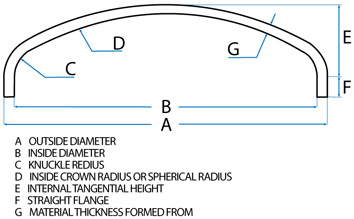 E
D
G
C
F
B
A
A OUTSIDE DIAMETER
B INSIDE DIAMETER
C KNUCKLE REDIUS
D INSIDE CROWN RADIUS OR SPHERICAL RADIUS
E INTERNAL TANGENTIAL HEIGHT
F STRAIGHT FLANGE
G MATERIAL THICKNESS FORMED FROM